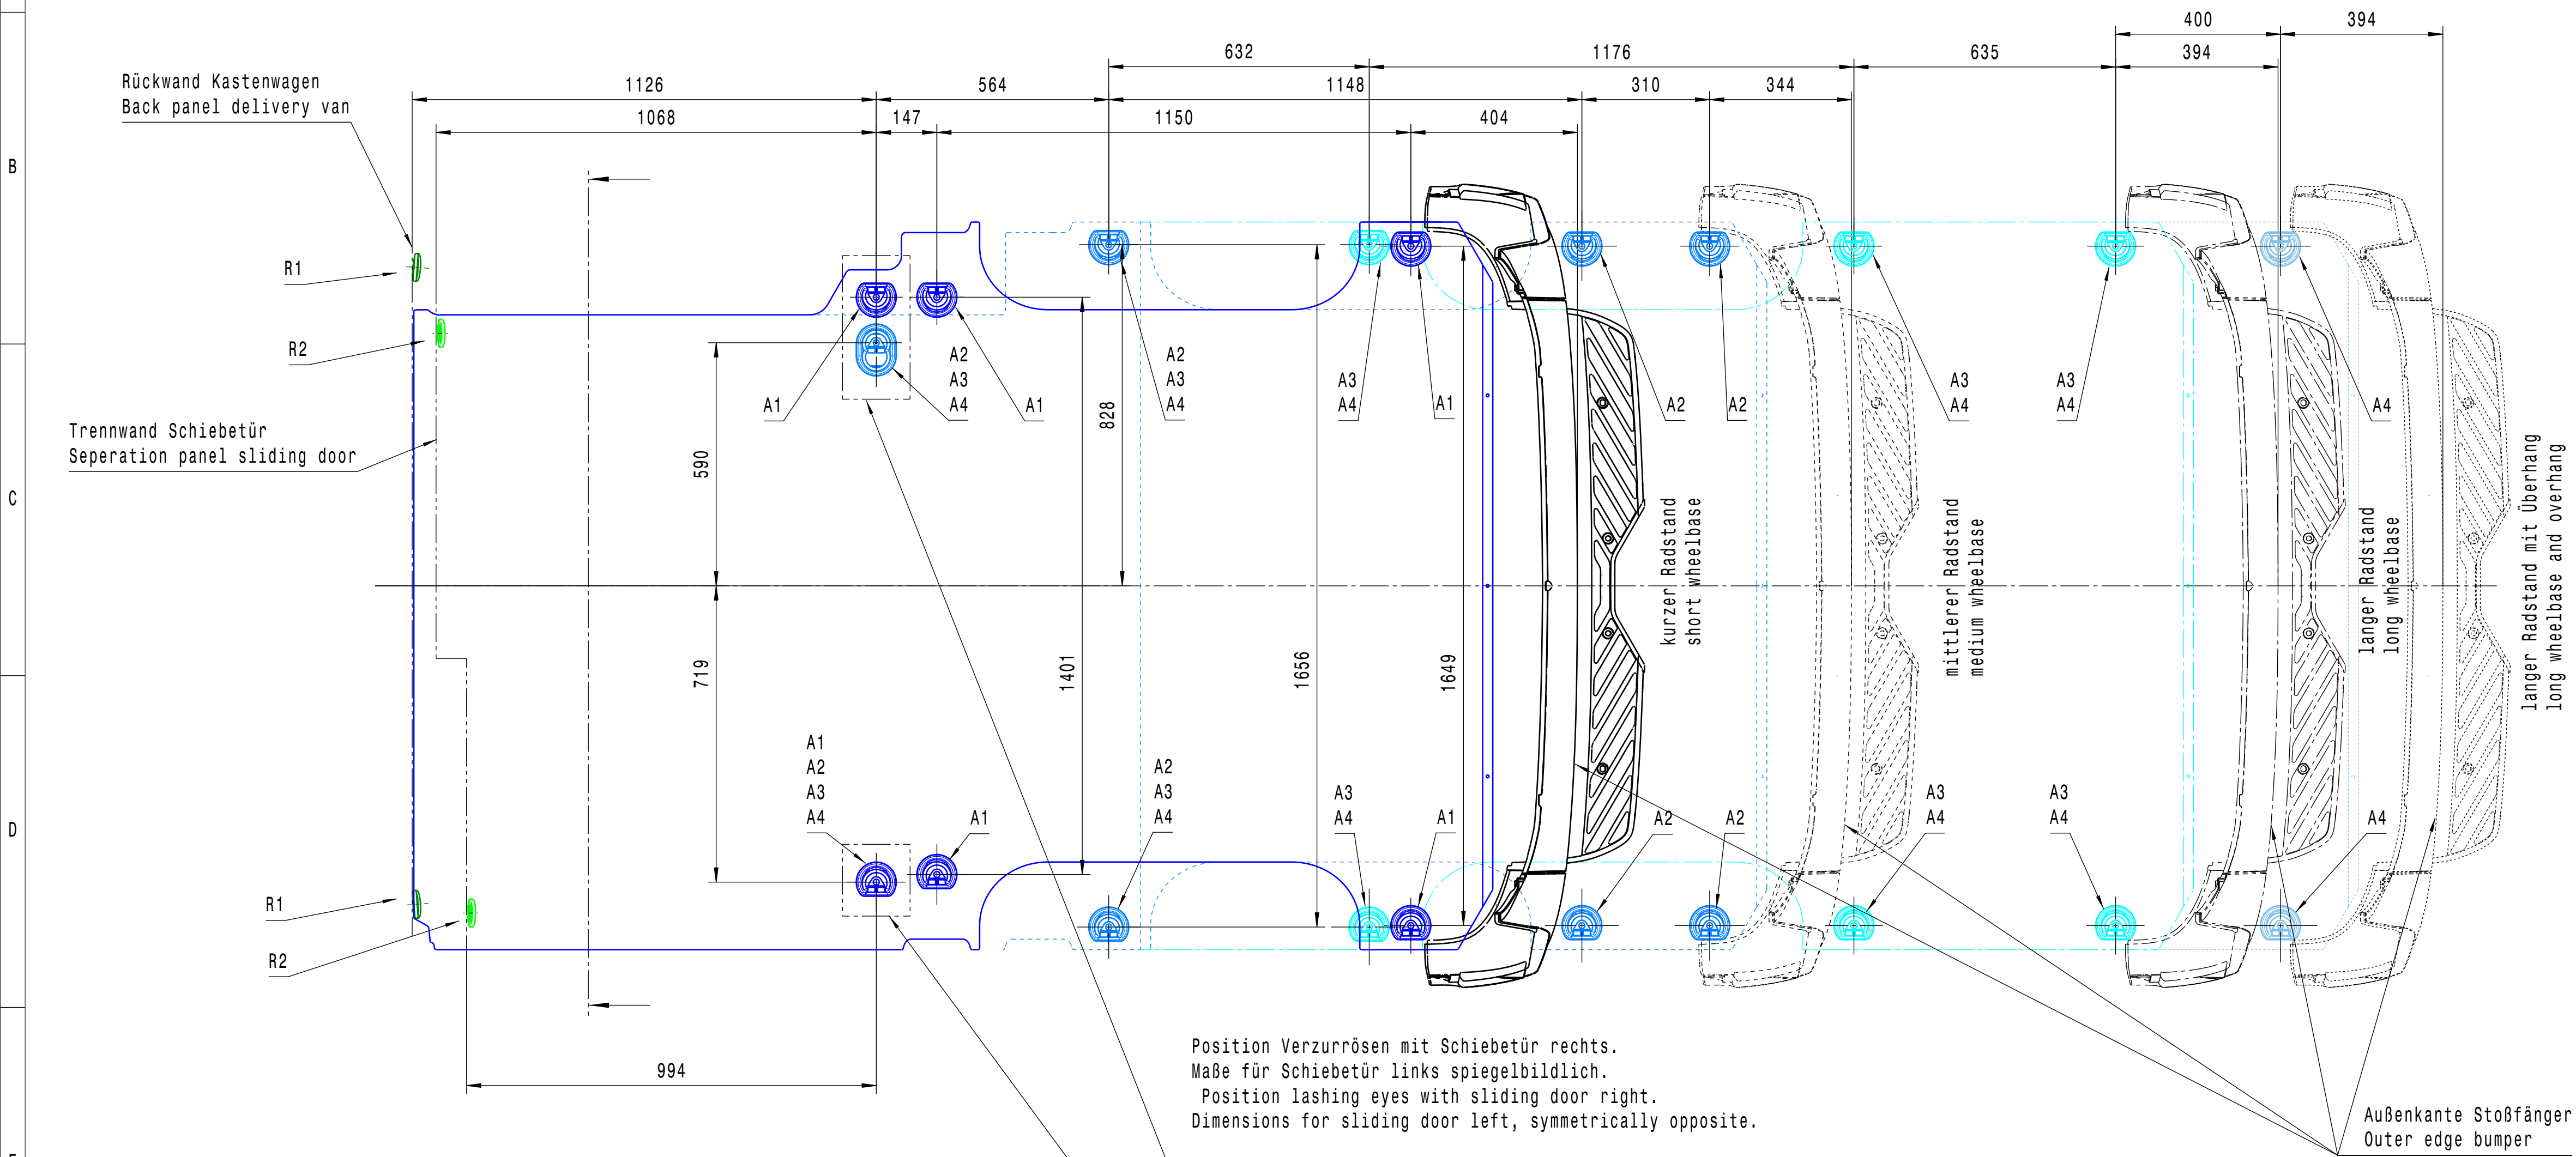 400
394
632
1176
635
394
Rückwand Kastenwagen
Back panel delivery van
1126
564
1148
310
344
1068
147
1150
404
B
R1
R2
A2
A3
A4
A1
A1
A2
A3
A4
A3
A4
A1
A2
A2
A3
A4
A3
A4
A4
828
Trennwand Schiebetür
Seperation panel sliding door
590
C
kurzer Radstand
short wheelbase
mittlerer Radstand
medium wheelbase
langer Radstand
long wheelbase
langer Radstand mit Überhang
long wheelbase and overhang
719
1401
1656
1649
A1
A2
A3
A4
A1
A2
A3
A4
A3
A4
A1
A2
A2
A3
A4
A3
A4
A4
D
R1
R2
994
Position Verzurrösen mit Schiebetür rechts.
Maße für Schiebetür links spiegelbildlich.
Position lashing eyes with sliding door right.
Dimensions for sliding door left, symmetrically opposite.
Außenkante Stoßfänger
Outer edge bumper